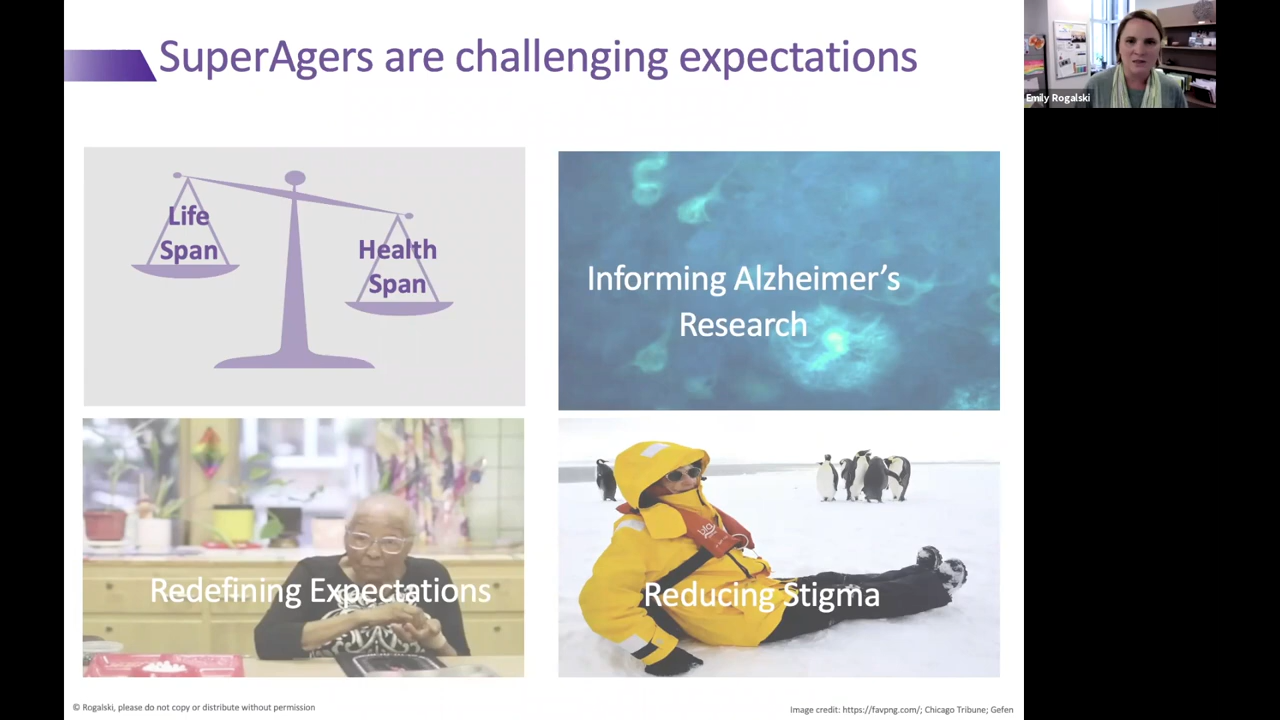 SuperAgers are challenging expectations
Life
Span
Health
Span
Informing Alzheimer's
Research
Redefining Expectations
Reducing Stigma
© Rogalski, please do not copy or distribute without permission
Image credit: https://favpng.com/; Chicago Tribune; Gefen
Emily Rogalski